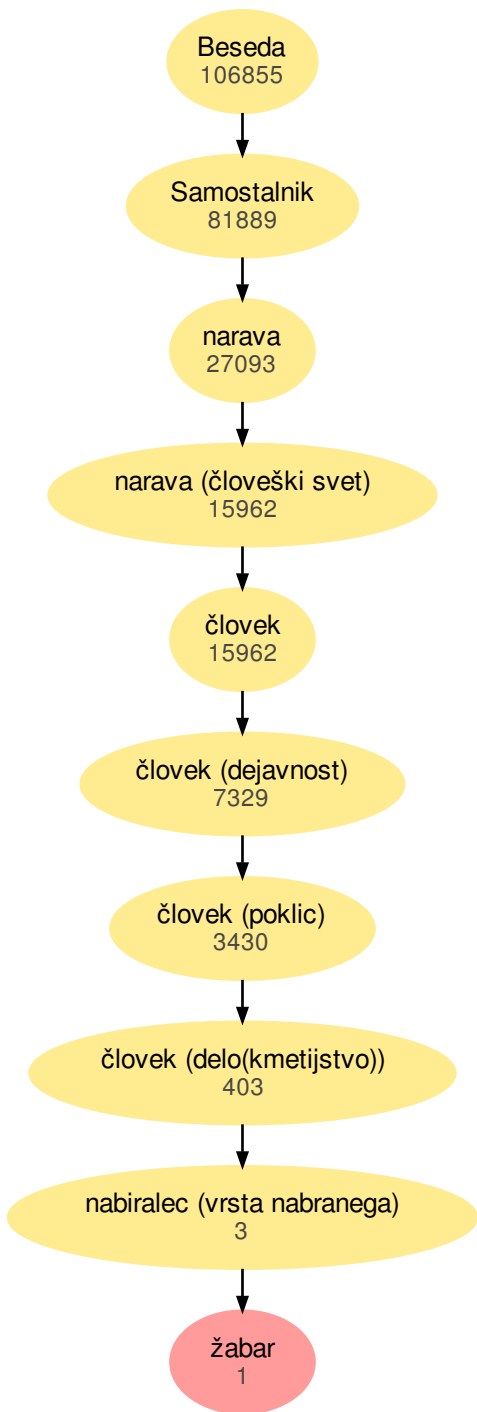 Beseda
106855
Samostalnik
81889
narava
27093
narava (človeški svet)
15962
človek
15962
človek (dejavnost)
7329
človek (poklic)
3430
človek (delo(kmetijstvo))
403
nabiralec (vrsta nabranega)
3
žabar
1